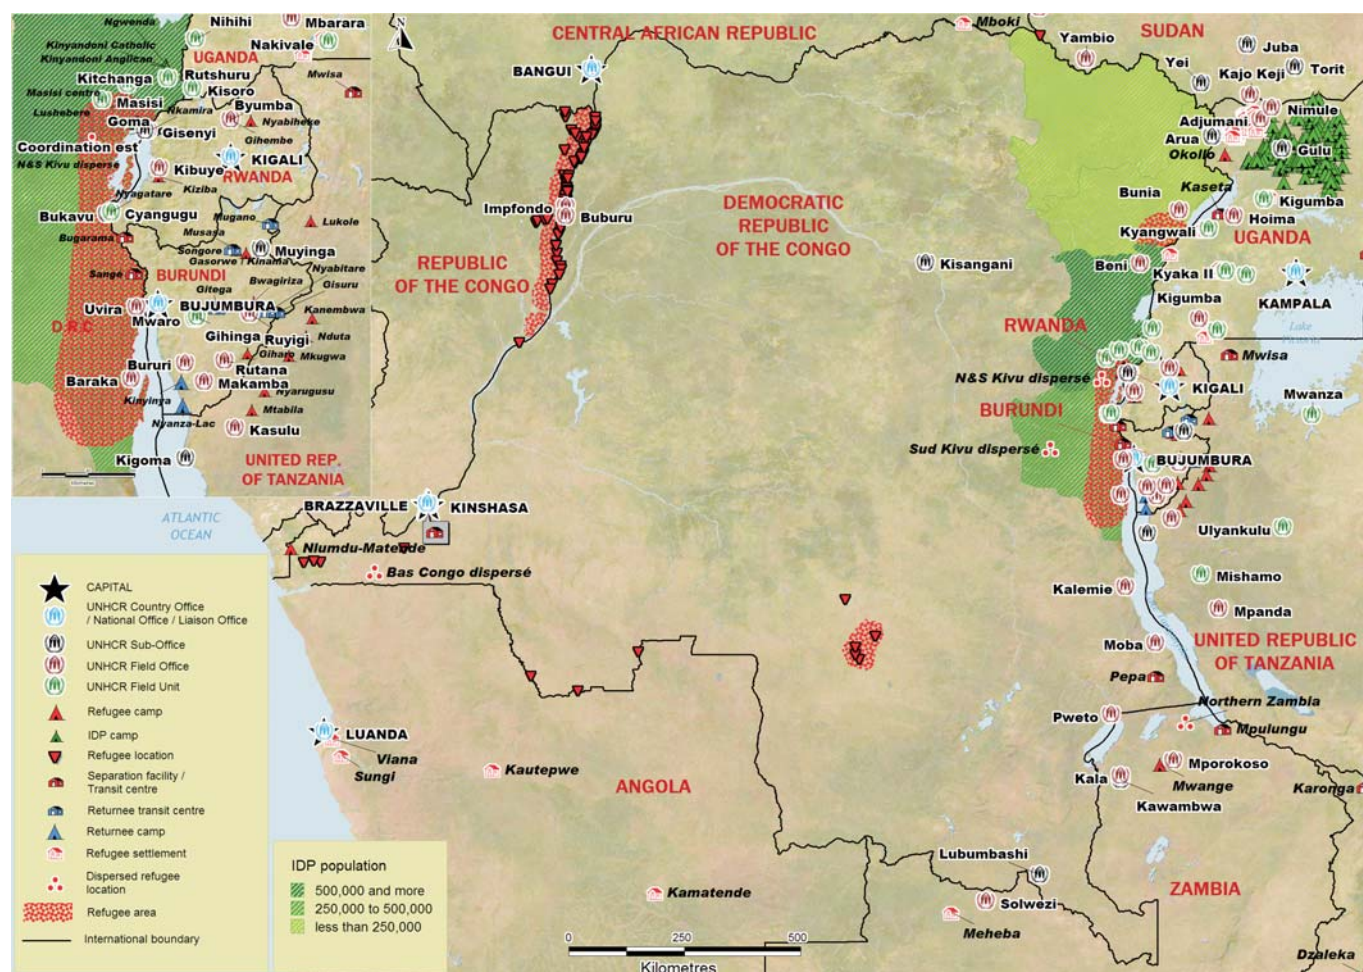 Ngwenda
Nihihi
Mbarara
Kinyandoni Catholic
Kinyandoni Anglican
UGANDA
Nakivale
Kitchanga
Rutshuru
Mwisa
Masisi centre
Kisoro
Masisi
Lushebere
Nkamira
Byumba
Goma
Gisenyi
Nyabiheke
Gihembe
Coordination est
N&S Kivu dispersé
KIGALI
Kibuye
RWANDA
Kiziba
Nyagatare
Bukavu
Cyangugu
Mugano
Lukole
Bugarama
Musasa
Songore
Muyinga
Gasorwe
Kinama
Sange
BURUNDI
Nyabitare
Bwagiriza
Gisuru
Gitega
Uvira
BUJUMBURA
Kanembwa
D.R.C
Mwaro
Gihinga
Ruyigi
Nduta
Giharo
Mkugwa
Bururi
Rutana
Baraka
Makamba
Kinyinya
Nyarugusu
Mtabila
Nyanza-Lac
Kasulu
Kigoma
UNITED REP.
OF TANZANIA
Kilometres
N
CENTRAL AFRICAN REPUBLIC
Mboki
SUDAN
Yambio
Juba
BANGUI
Yei
Torit
Kajo Keji
Nimule
Adjumani
Arua
Gulu
Okollo
Kaseta
Bunia
Kigumba
Impfondo
Buburu
DEMOCRATIC
REPUBLIC
OF THE CONGO
Hoima
Kyangwali
UGANDA
REPUBLIC
OF THE CONGO
Kisangani
Beni
Kyaka II
KAMPALA
Kigumba
Lake
Victoria
RWANDA
Mwisa
N&S Kivu dispersé
KIGALI
Mwanza
BURUNDI
Sud Kivu dispersé
BUJUMBURA
BRAZZAVILLE
KINSHASA
ATLANTIC
OCEAN
Ulyankulu
Nlumdu-Matende
Bas Congo dispersé
Mishamo
Kalemie
Mpanda
Moba
UNITED REPUBLIC
OF TANZANIA
Pepa
Northern Zambia
Pweto
Mpulungu
LUANDA
Viana
Sungi
Kautepwe
ANGOLA
Mporokoso
Kala
Mwange
Karonga
Kawambwa
Lubumbashi
ZAMBIA
Kamatende
Solwezi
Meheba
Dzaleka
CAPITAL
UNHCR Country Office
/ National Office / Liaison Office
UNHCR Sub-Office
UNHCR Field Office
UNHCR Field Unit
Refugee camp
IDP camp
Refugee location
Separation facility /
Transit centre
Returnee transit centre
Returnee camp
Refugee settlement
Dispersed refugee
location
Refugee area
International boundary
IDP population
500,000 and more
250,000 to 500,000
less than 250,000
0 250 500
Kilometres